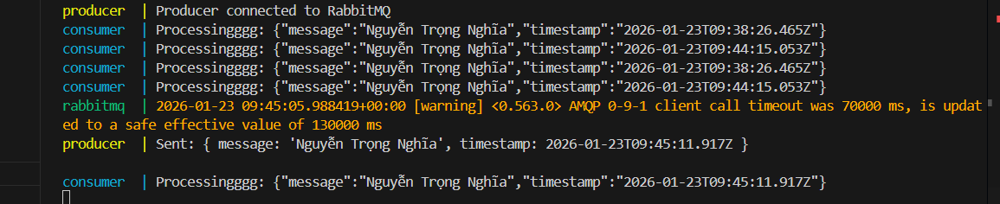 producer | Producer connected to RabbitMQ
consumer | Processingggg: {"message":"Nguyễn Trọng Nghĩa","timestamp":"2026-01-23T09:38:26.465Z"}
consumer | Processingggg: {"message":"Nguyễn Trọng Nghĩa","timestamp":"2026-01-23T09:44:15.053Z"}
consumer | Processingggg: {"message":"Nguyễn Trọng Nghĩa","timestamp":"2026-01-23T09:38:26.465Z"}
consumer | Processingggg: {"message":"Nguyễn Trọng Nghĩa","timestamp":"2026-01-23T09:44:15.053Z"}
rabbitmq | 2026-01-23 09:45:05.988419+00:00 [warning] <0.563.0> AMQP 0-9-1 client call timeout was 70000 ms, is updat
ed to a safe effective value of 130000 ms
producer | Sent: { message: 'Nguyễn Trọng Nghĩa', timestamp: 2026-01-23T09:45:11.917Z }
consumer | Processingggg: {"message":"Nguyễn Trọng Nghĩa","timestamp":"2026-01-23T09:45:11.917Z"}